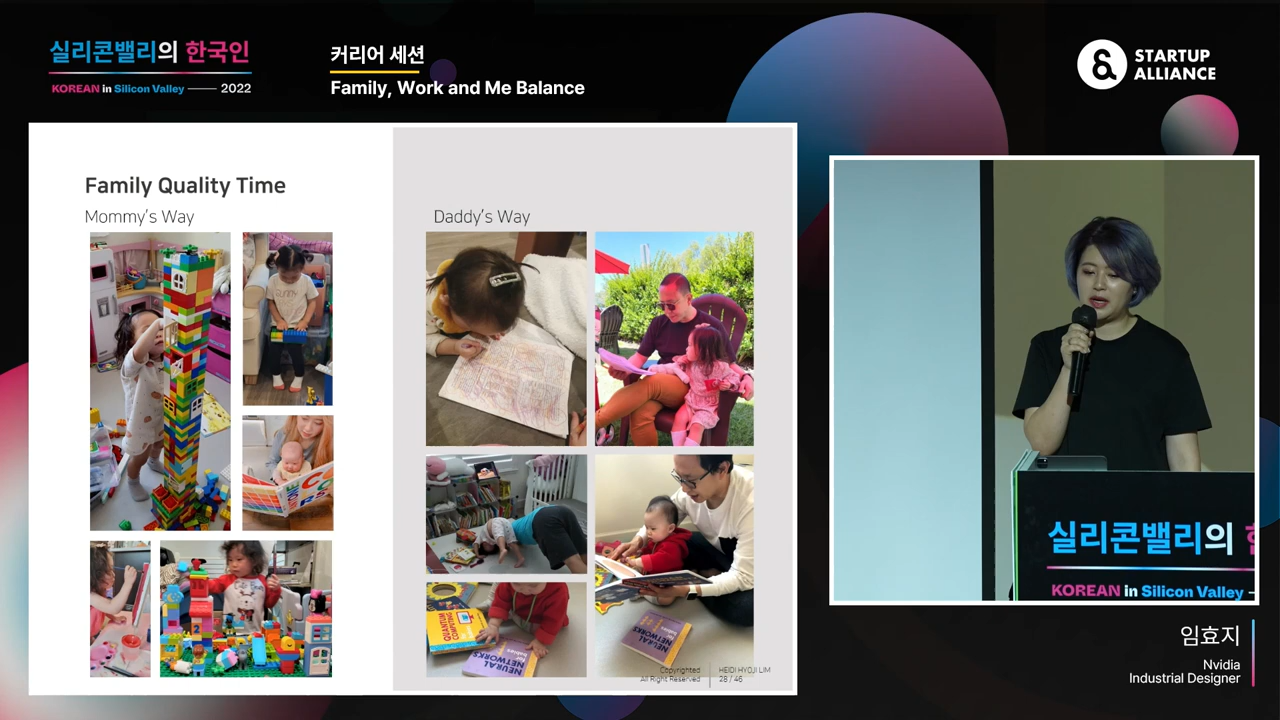 실리콘밸리의 한국인
KOREAN in Silicon Valley 2022
커리어 세션
Family, Work and Me Balance
STARTUP
ALLIANCE
Family Quality Time
Mommy's Way
Daddy's Way
QUANTUM
COMPUTING
NEURAL
NETWORKS
NEURAL
NETWORKS
Copyrighted
All Right Reserved
HEIDI HYOJI LIM
28 / 46
실리콘밸리의
KOREAN in Silicon Valley
임효지
Nvidia
Industrial Designer